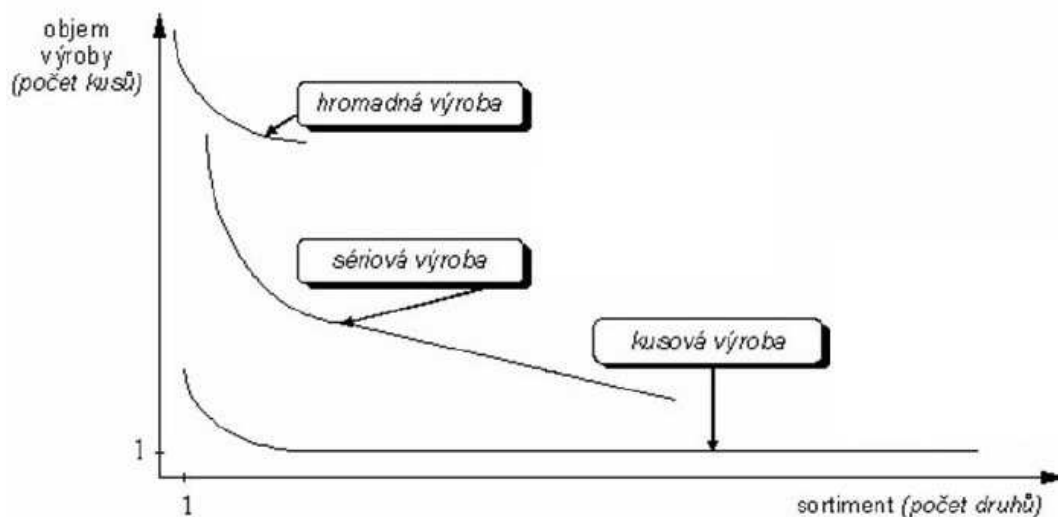 objem
výroby
(počet kusů)
hromadná výroba
sériová výroba
kusová výroba
1
1
sortiment (počet druhů)